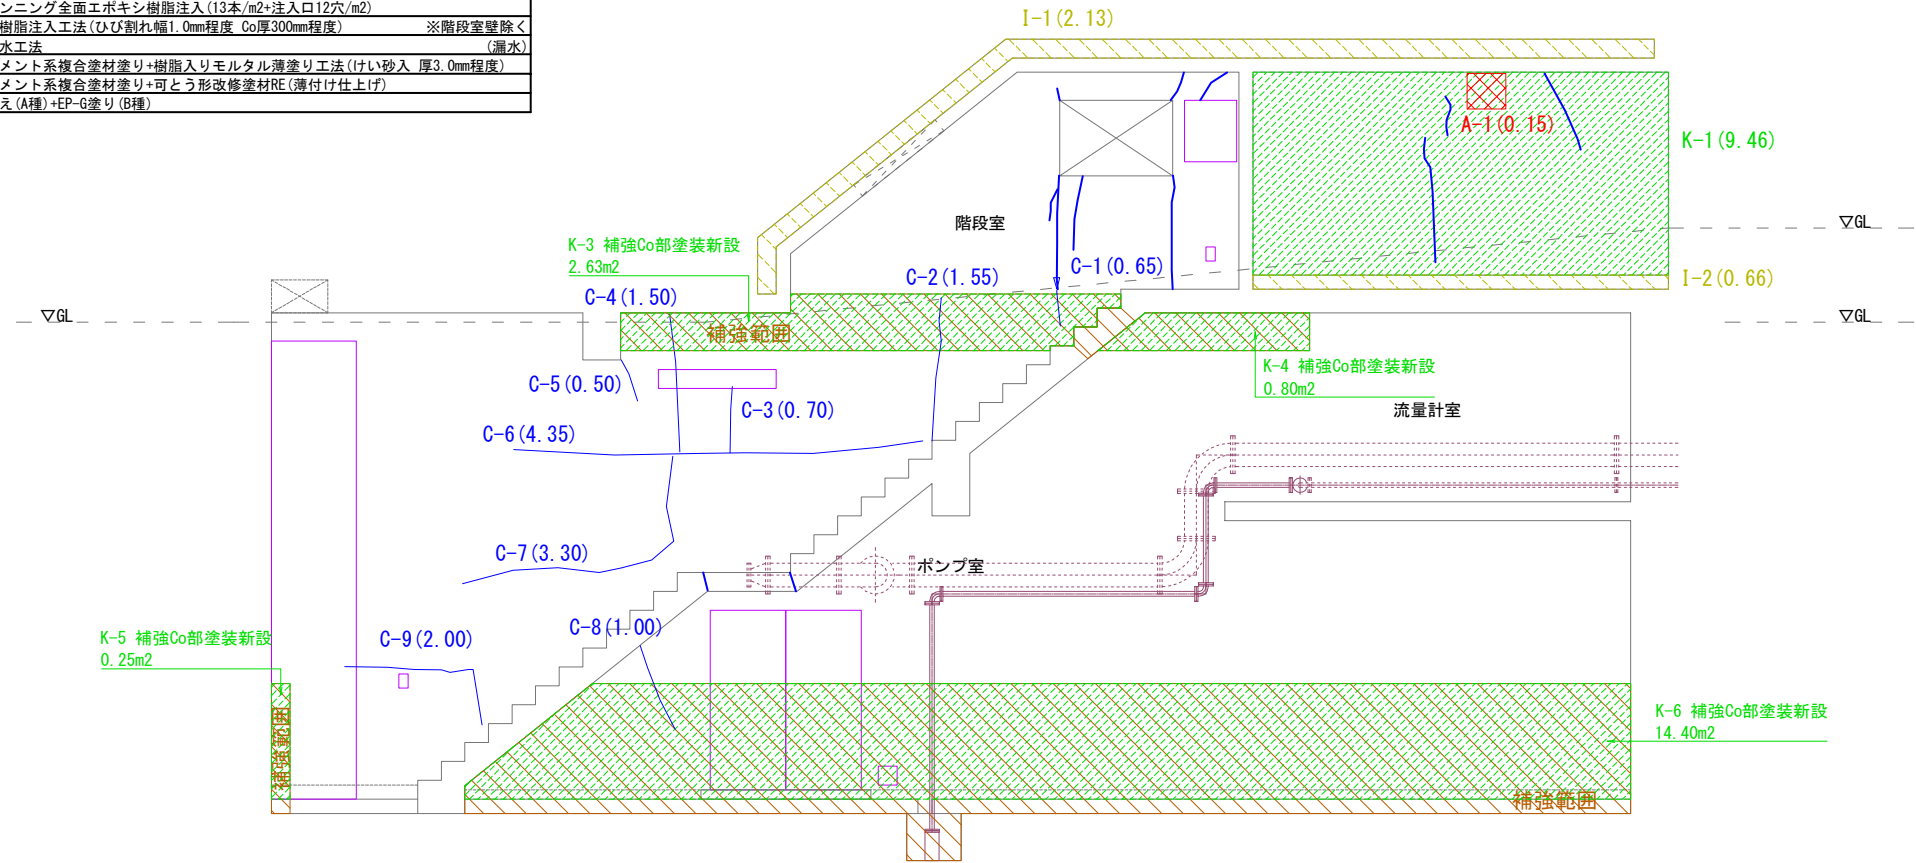 ンニング全面エポキシ樹脂注入(13本/m2+注入口12穴/m2)
樹脂注入工法(ひび割れ幅1.0mm程度 Co厚300mm程度) ※階段室壁除く
水工法 (漏水)
メント系複合塗材塗り+樹脂入りモルタル薄塗り工法(けい砂入 厚3.0mm程度)
メント系複合塗材塗り+可とう形改修塗材RE(薄付け仕上げ)
え(A種)+EP-G塗り(B種)
I-1(2.13)
A-1(0.15)
K-1(9.46)
階段室
▽GL
K-3 補強Co部塗装新設
2.63m2
C-1(0.65)
C-2(1.55)
I-2(0.66)
C-4(1.50)
▽GL
▽GL
補強範囲
K-4 補強Co部塗装新設
0.80m2
C-5(0.50)
C-3(0.70)
流量計室
C-6(4.35)
C-7(3.30)
ポンプ室
K-5 補強Co部塗装新設
0.25m2
C-9(2.00)
C-8(1.00)
K-6 補強Co部塗装新設
14.40m2
補強範囲
補強範囲